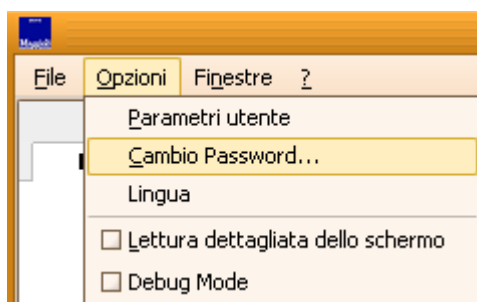 File Opzioni Finestre ?
Parametri utente
Cambio Password...
Lingua
Lettura dettagliata dello schermo
Debug Mode